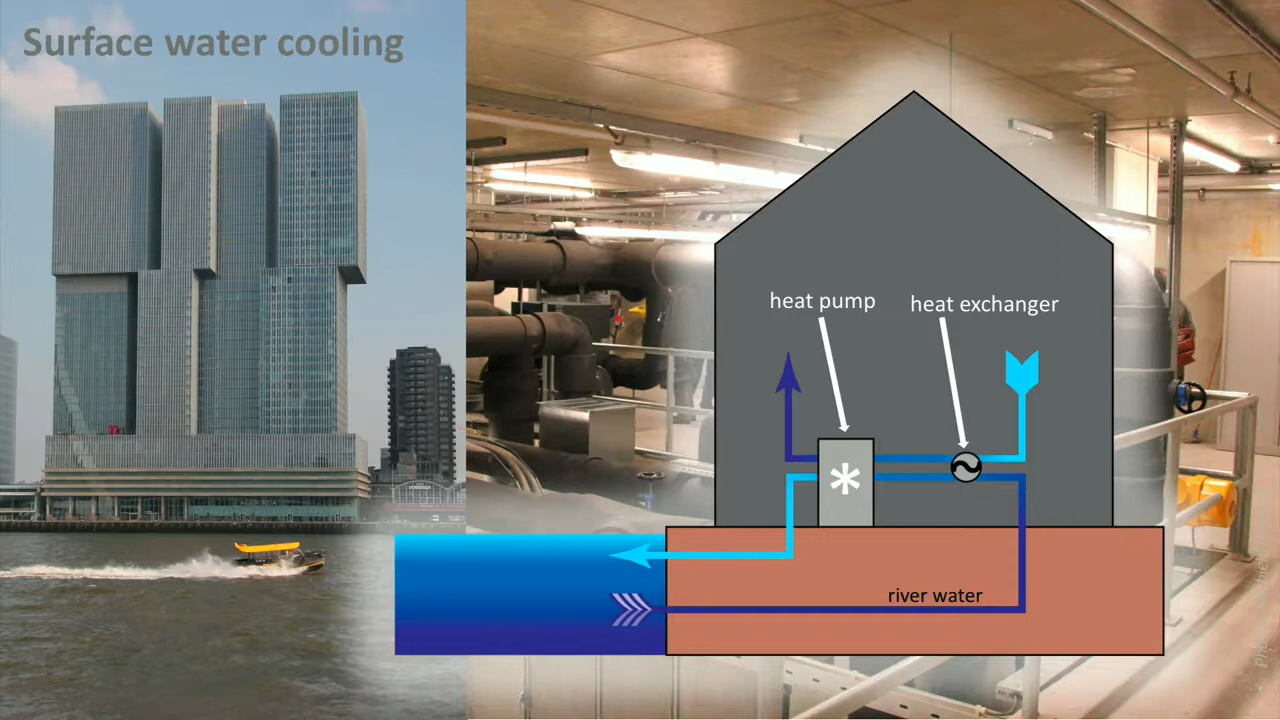 Surface water cooling
heat pump
heat exchanger
river water